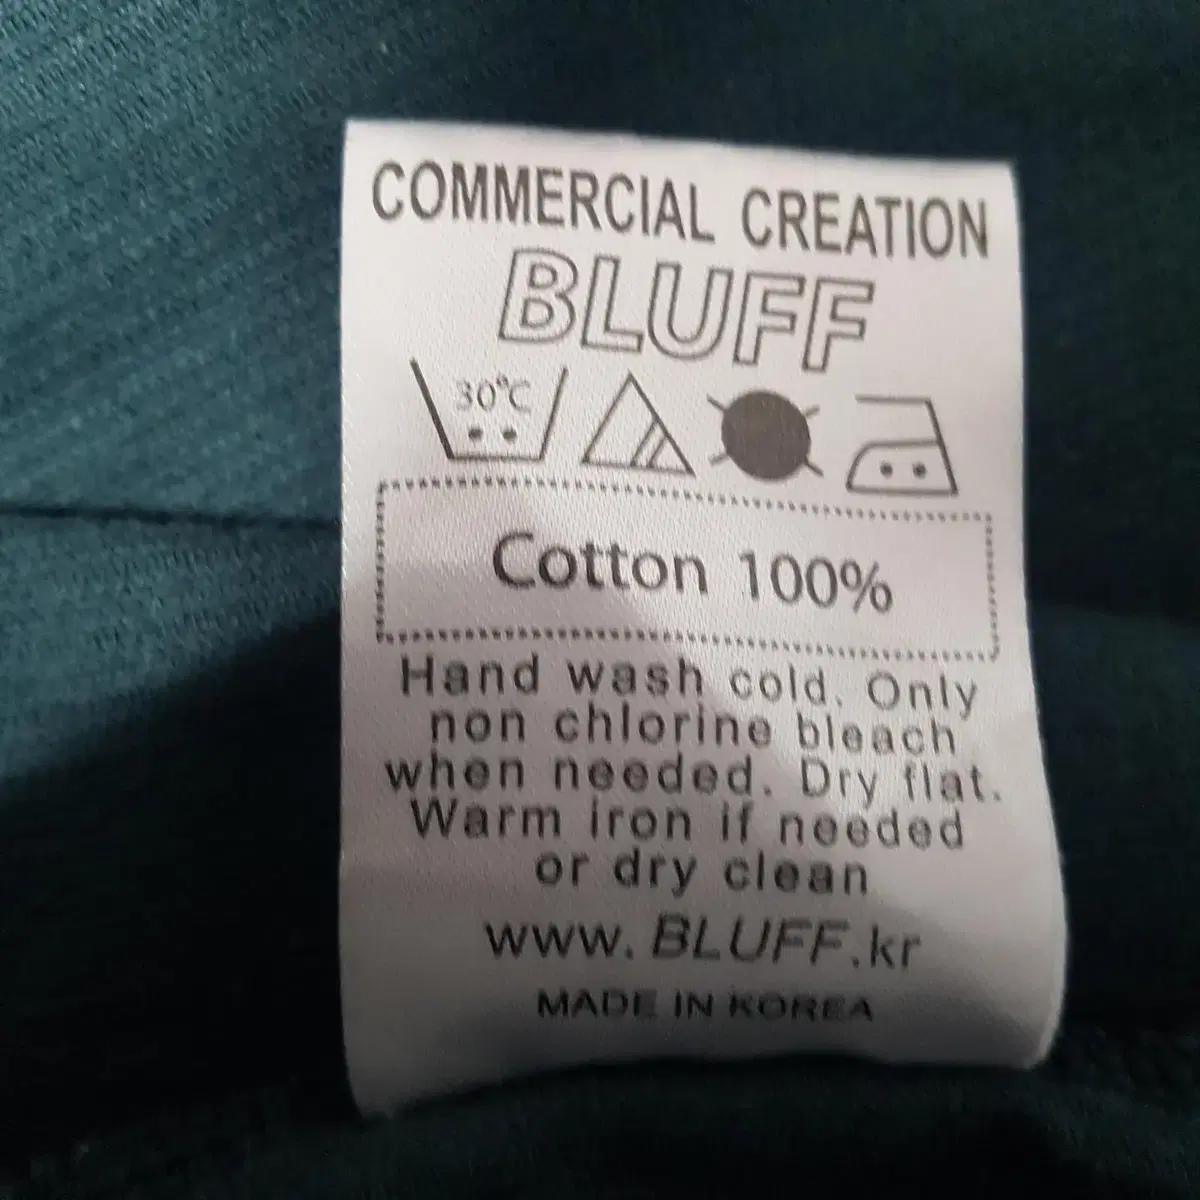 COMMERCIAL CREATION
BLUFF
30°C
Cotton 100%
Hand wash cold. Only
non chlorine bleach
when needed. Dry flat.
Warm iron if needed
or dry clean
www.BLUFF.kr
MADE IN KOREA